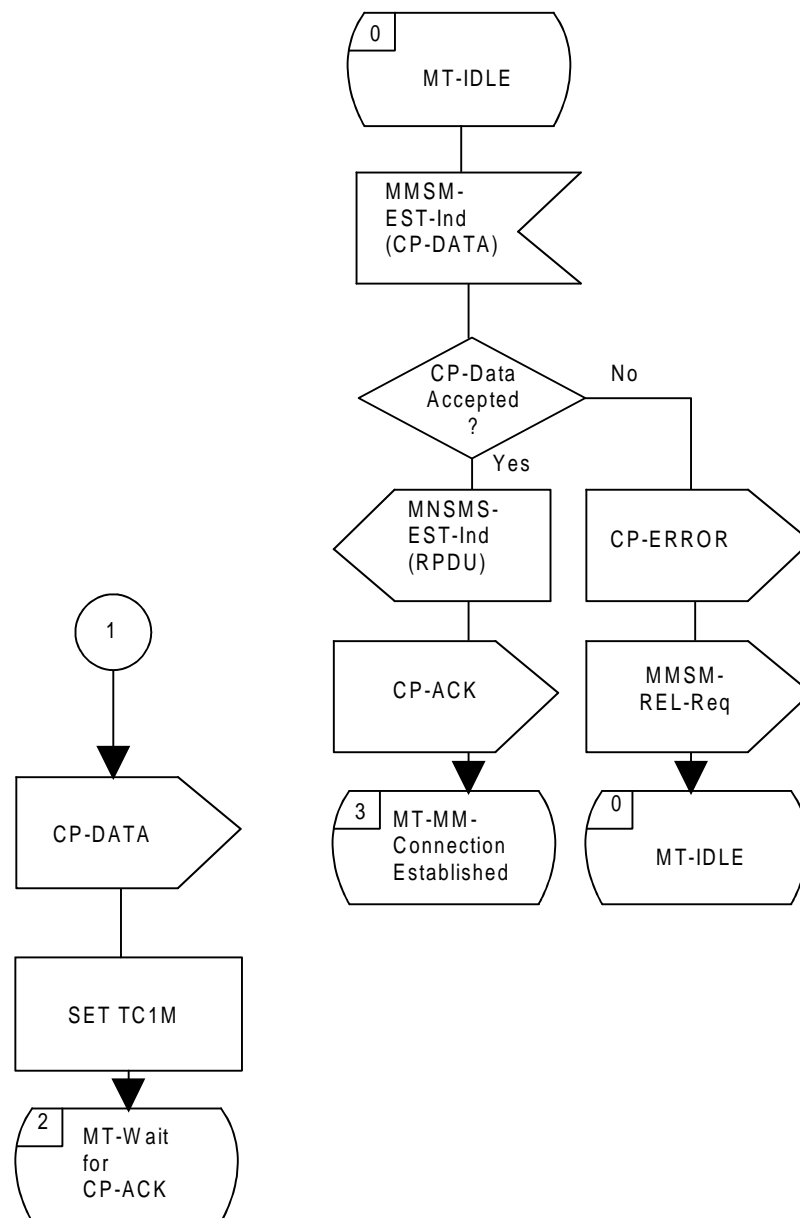 0
MT-IDLE
MMSM-
EST-Ind
(CP-DATA)
CP-Data
Accepted
?
No
Yes
MNSMS-
EST-Ind
(RPDU)
CP-ERROR
1
CP-ACK
MMSM-
REL-Req
CP-DATA
3
MT-MM-
Connection
Established
0
MT-IDLE
SET TC1M
2
MT-Wait
for
CP-ACK